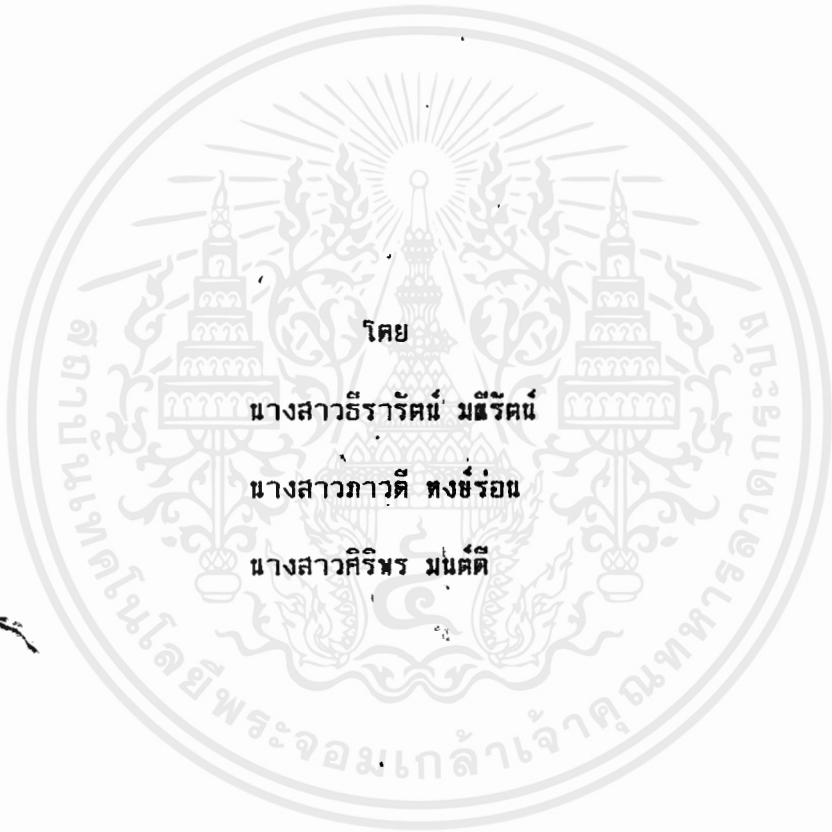 โดย
นางสาวธีรารัตน์ มณีรัตน์
นางสาวภาวดี หงษ์ร่อน
นางสาวศิริพร มนต์ดี
สถาบันเทคโนโลยีพระจอมเกล้าเจ้าคุณทหารลาดกระบัง